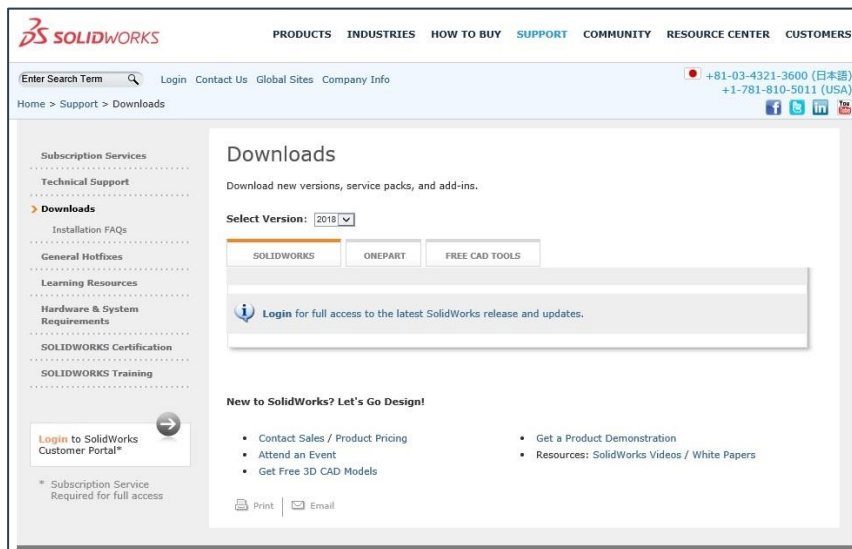 3S SOLIDWORKS
PRODUCTS INDUSTRIES HOW TO BUY SUPPORT COMMUNITY RESOURCE CENTER CUSTOMERS
Enter Search Term Login Contact Us Global Sites Company Info
+81-03-4321-3600 (日本語)
+1-781-810-5011 (USA)
Home > Support > Downloads
Subscription Services
Technical Support
Downloads
Installation FAQs
General Hotfixes
Learning Resources
Hardware & System
Requirements
SOLIDWORKS Certification
SOLIDWORKS Training
Login to SolidWorks
Customer Portal*
* Subscription Service
Required for full access
Downloads
Download new versions, service packs, and add-ins.
Select Version: 2018
SOLIDWORKS ONEPART FREE CAD TOOLS
Login for full access to the latest SolidWorks release and updates.
New to SolidWorks? Let's Go Design!
• Contact Sales / Product Pricing
• Attend an Event
• Get Free 3D CAD Models
• Get a Product Demonstration
• Resources: SolidWorks Videos / White Papers
Print Email